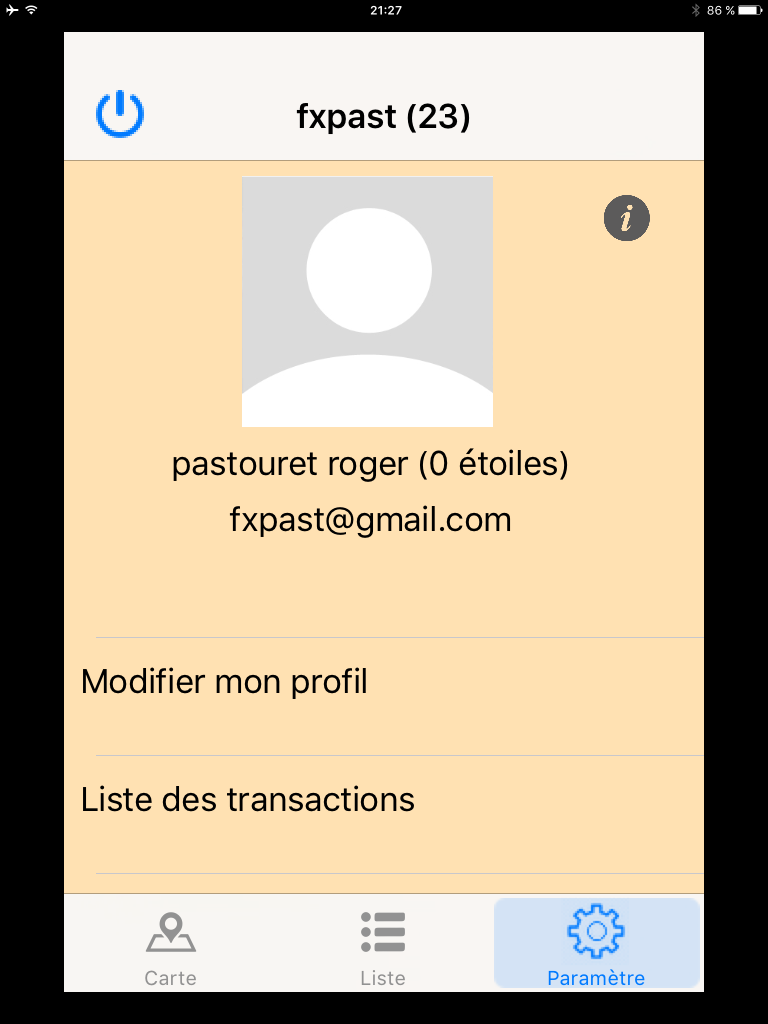 21:27
86 %
fxpast (23)
i
pastouret roger (0 étoiles)
fxpast@gmail.com
Modifier mon profil
Liste des transactions
Carte
Liste
Paramètre